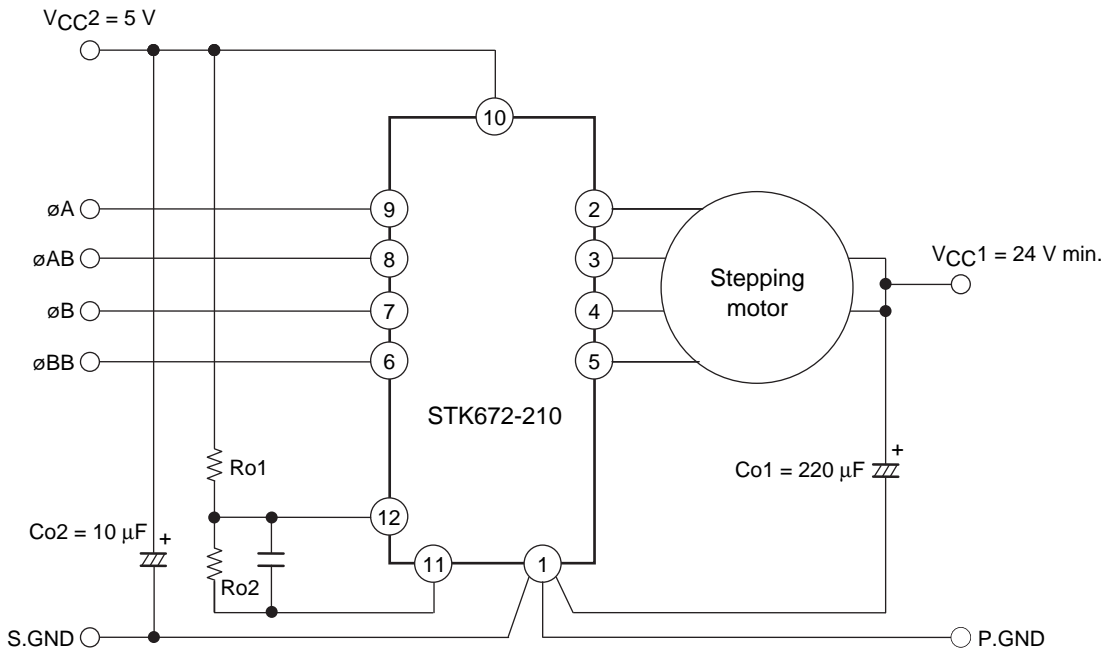 VCC2 = 5 V
10
øA
9
2
øAB
8
3
VCC1 = 24 V min.
Stepping
motor
øB
7
4
øBB
6
5
STK672-210
Ro1
Co1 = 220 µF
+
12
Co2 = 10 µF
+
Ro2
11
1
S.GND
P.GND